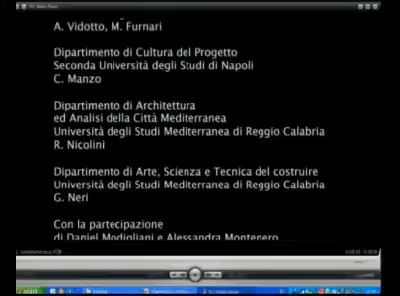 A. Vidotto, M. Furnari
Dipartimento di Cultura del Progetto
Seconda Università degli Studi di Napoli
C. Manzo
Dipartimento di Architettura
ed Analisi della Città Mediterranea
Università degli Studi Mediterranea di Reggio Calabria
R. Nicolini
Dipartimento di Arte, Scienza e Tecnica del costruire
Università degli Studi Mediterranea di Reggio Calabria
G. Neri
Con la partecipazione
di Daniel Modigliani e Alessandra Montenero
start